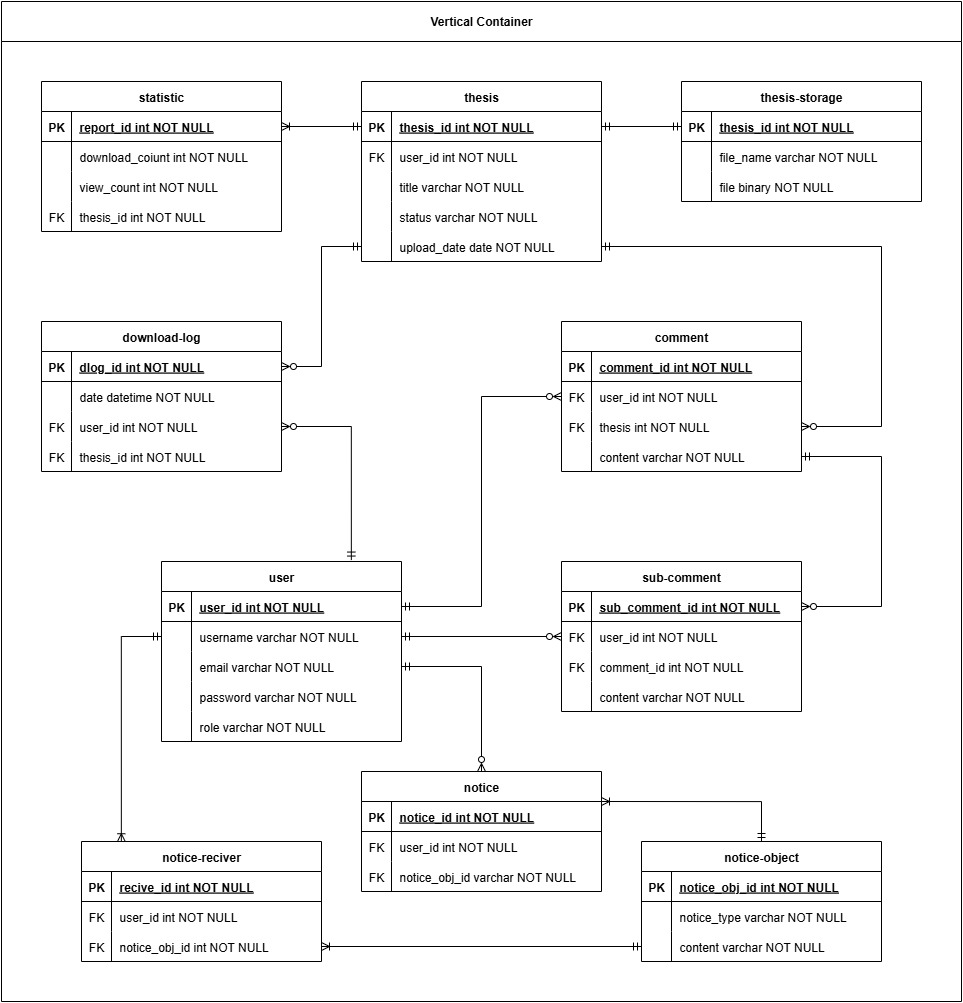 Vertical Container
statistic
PK report_id int NOT NULL
download_coiunt int NOT NULL
view_count int NOT NULL
FK thesis_id int NOT NULL
thesis
PK thesis_id int NOT NULL
FK user_id int NOT NULL
title varchar NOT NULL
status varchar NOT NULL
upload_date date NOT NULL
thesis-storage
PK thesis_id int NOT NULL
file_name varchar NOT NULL
file binary NOT NULL
download-log
PK dlog_id int NOT NULL
date datetime NOT NULL
FK user_id int NOT NULL
FK thesis_id int NOT NULL
comment
PK comment_id int NOT NULL
FK user_id int NOT NULL
FK thesis int NOT NULL
content varchar NOT NULL
user
PK user_id int NOT NULL
username varchar NOT NULL
email varchar NOT NULL
password varchar NOT NULL
role varchar NOT NULL
sub-comment
PK sub_comment_id int NOT NULL
FK user_id int NOT NULL
FK comment_id int NOT NULL
content varchar NOT NULL
notice
PK notice_id int NOT NULL
FK user_id int NOT NULL
FK notice_obj_id varchar NOT NULL
notice-reciver
PK recive_id int NOT NULL
FK user_id int NOT NULL
FK notice_obj_id int NOT NULL
notice-object
PK notice_obj_id int NOT NULL
notice_type varchar NOT NULL
content varchar NOT NULL